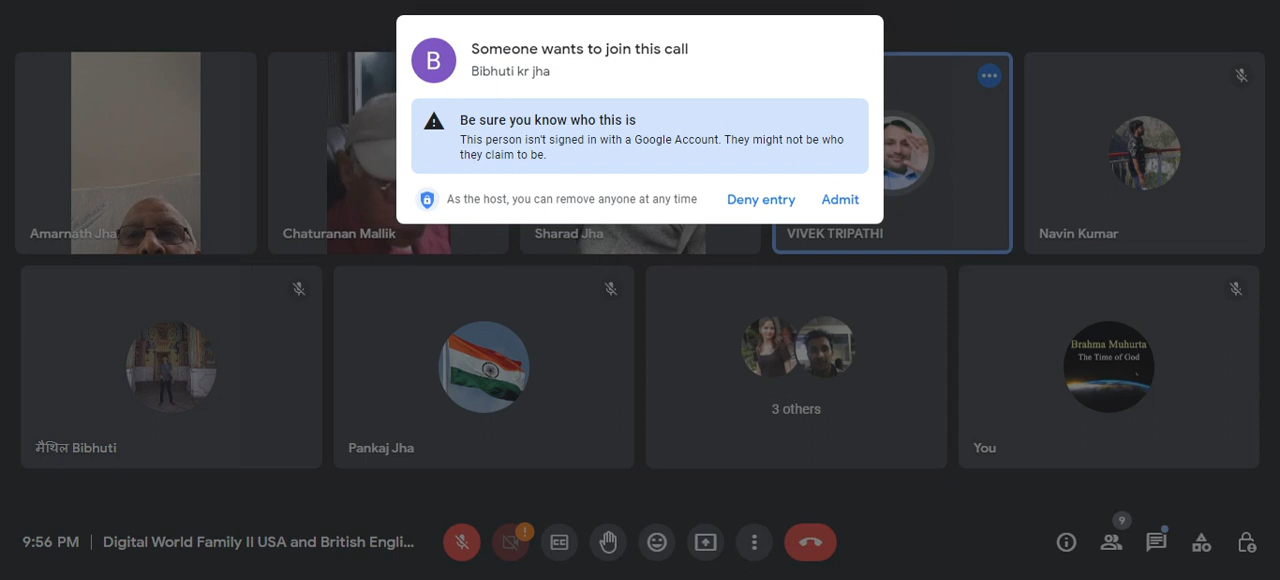 B
Someone wants to join this call
Bibhuti kr jha
Be sure you know who this is
This person isn't signed in with a Google Account. They might not be who
they claim to be.
As the host, you can remove anyone at any time
Deny entry
Admit
Amarnath Jha
Chaturanan Mallik
Sharad Jha
VIVEK TRIPATHI
Navin Kumar
Brahma Muhurta
The Time of God
3 others
मैथिल Bibhuti
Pankaj Jha
You
9:56 PM | Digital World Family II USA and British Engli...
9